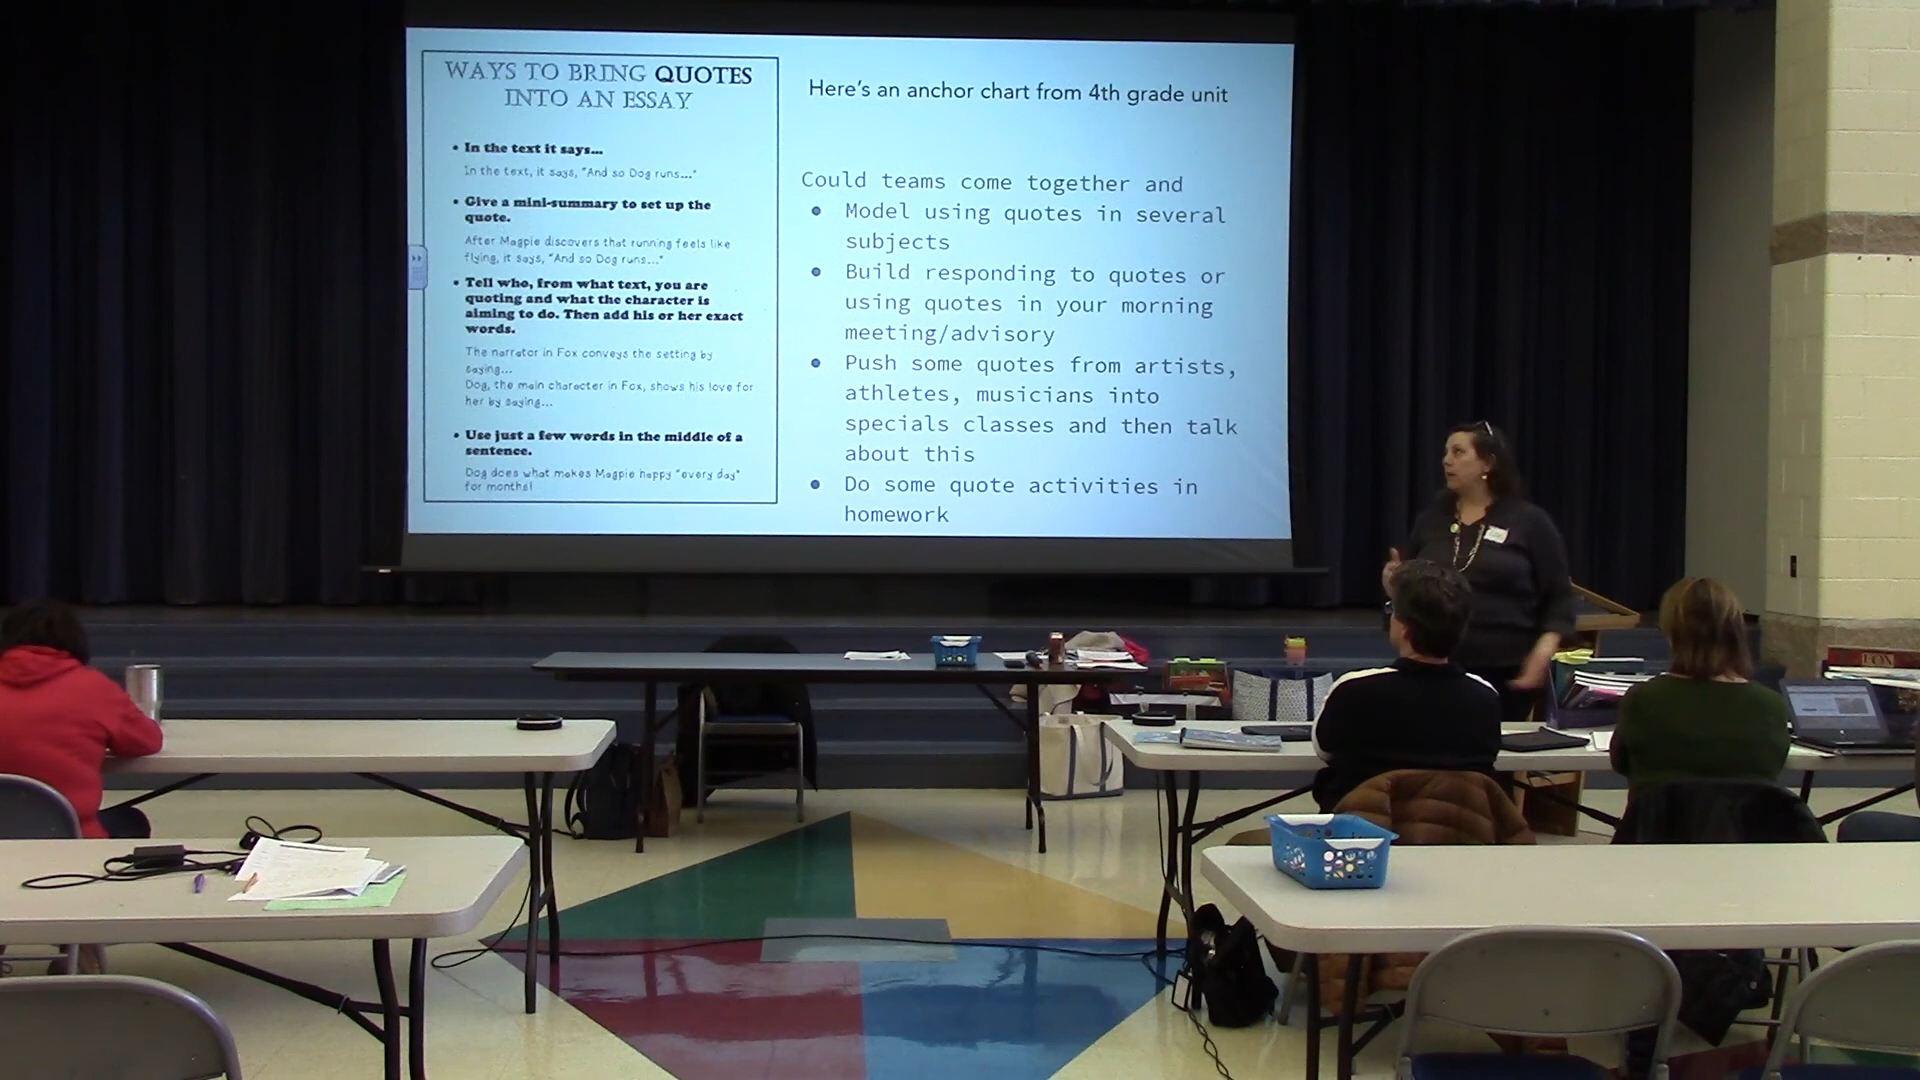 WAYS TO BRING QUOTES
INTO AN ESSAY
• In the text it says...
In the text, it says, "And so Dog runs..."
• Give a mini-summary to set up the
quote.
After Magpie discovers that running feels like
flying, it says, "And so Dog runs..."
• Tell who, from what text, you are
quoting and what the character is
aiming to do. Then add his or her exact
words.
The narrator in Fox conveys the setting by
saying...
Dog, the main character in Fox, shows his love for
her by saying...
• Use just a few words in the middle of a
sentence.
Dog does what makes Magpie happy "every day"
for months!
Here's an anchor chart from 4th grade unit
Could teams come together and
• Model using quotes in several
subjects
• Build responding to quotes or
using quotes in your morning
meeting/advisory
• Push some quotes from artists,
athletes, musicians into
specials classes and then talk
about this
• Do some quote activities in
homework
FOX